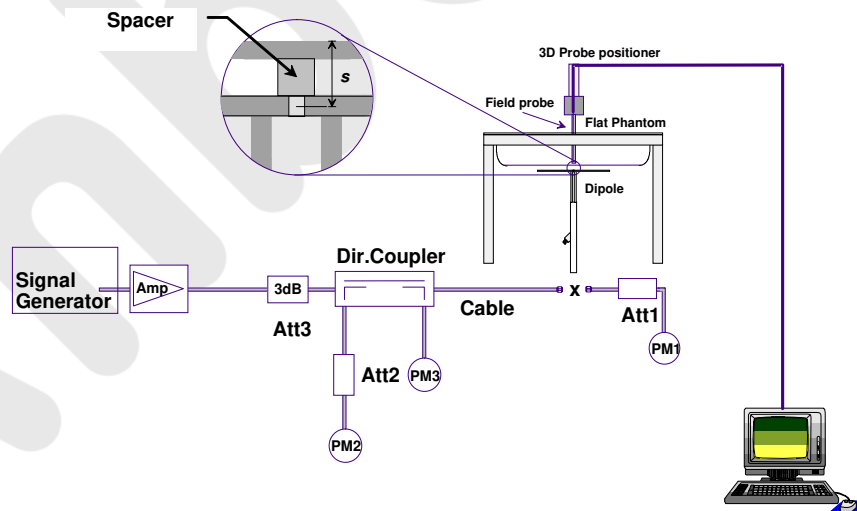 Spacer
s
3D Probe positioner
Field probe
Flat Phantom
Dipole
Dir.Coupler
Signal
Generator
Amp
3dB
Att3
Cable
x
Att1
PM1
Att2
PM3
PM2